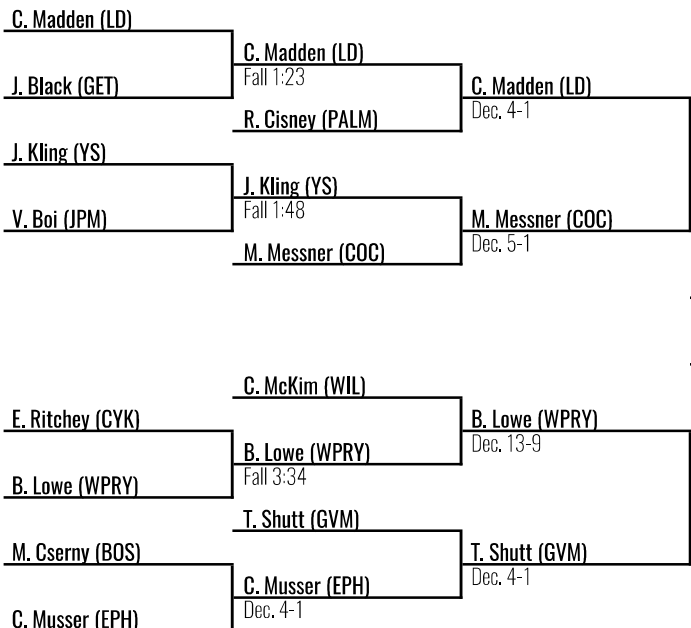 C. Madden (LD)
J. Black (GET)
C. Madden (LD)
Fall 1:23
R. Cisney (PALM)
C. Madden (LD)
Dec. 4-1
J. Kling (YS)
V. Boi (JPM)
J. Kling (YS)
Fall 1:48
M. Messner (COC)
M. Messner (COC)
Dec. 5-1
C. McKim (WIL)
E. Ritchey (CYK)
B. Lowe (WPRY)
B. Lowe (WPRY)
Fall 3:34
B. Lowe (WPRY)
Dec. 13-9
T. Shutt (GVM)
M. Cserny (BOS)
C. Musser (EPH)
C. Musser (EPH)
Dec. 4-1
T. Shutt (GVM)
Dec. 4-1